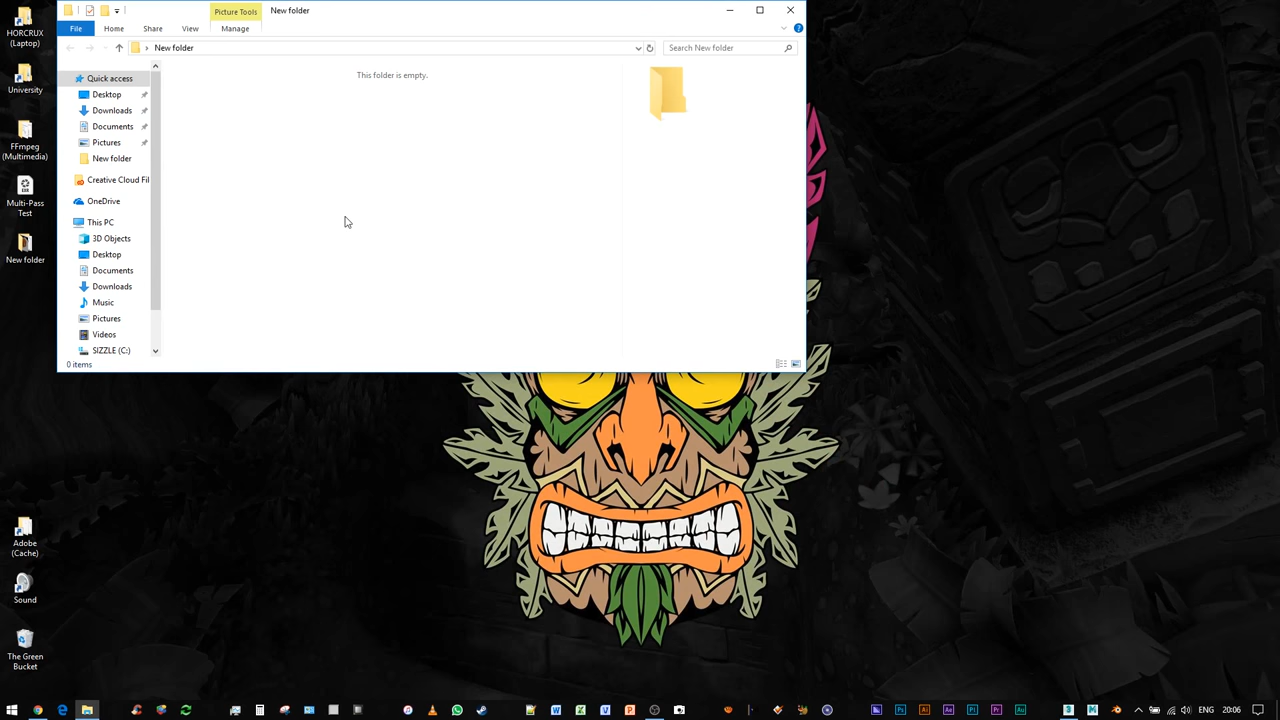 HORCRUX
(Laptop)
University
FFmpeg
(Multimedia)
Multi-Pass
Test
New folder
Adobe
(Cache)
Sound
The Green
Bucket
Picture Tools
New folder
File
Home
Share
View
Manage
New folder
Search New folder
Quick access
Desktop
Downloads
Documents
Pictures
New folder
Creative Cloud Fil
OneDrive
This PC
3D Objects
Desktop
Documents
Downloads
Music
Pictures
Videos
SIZZLE (C:)
This folder is empty.
0 items
ENG
20:06